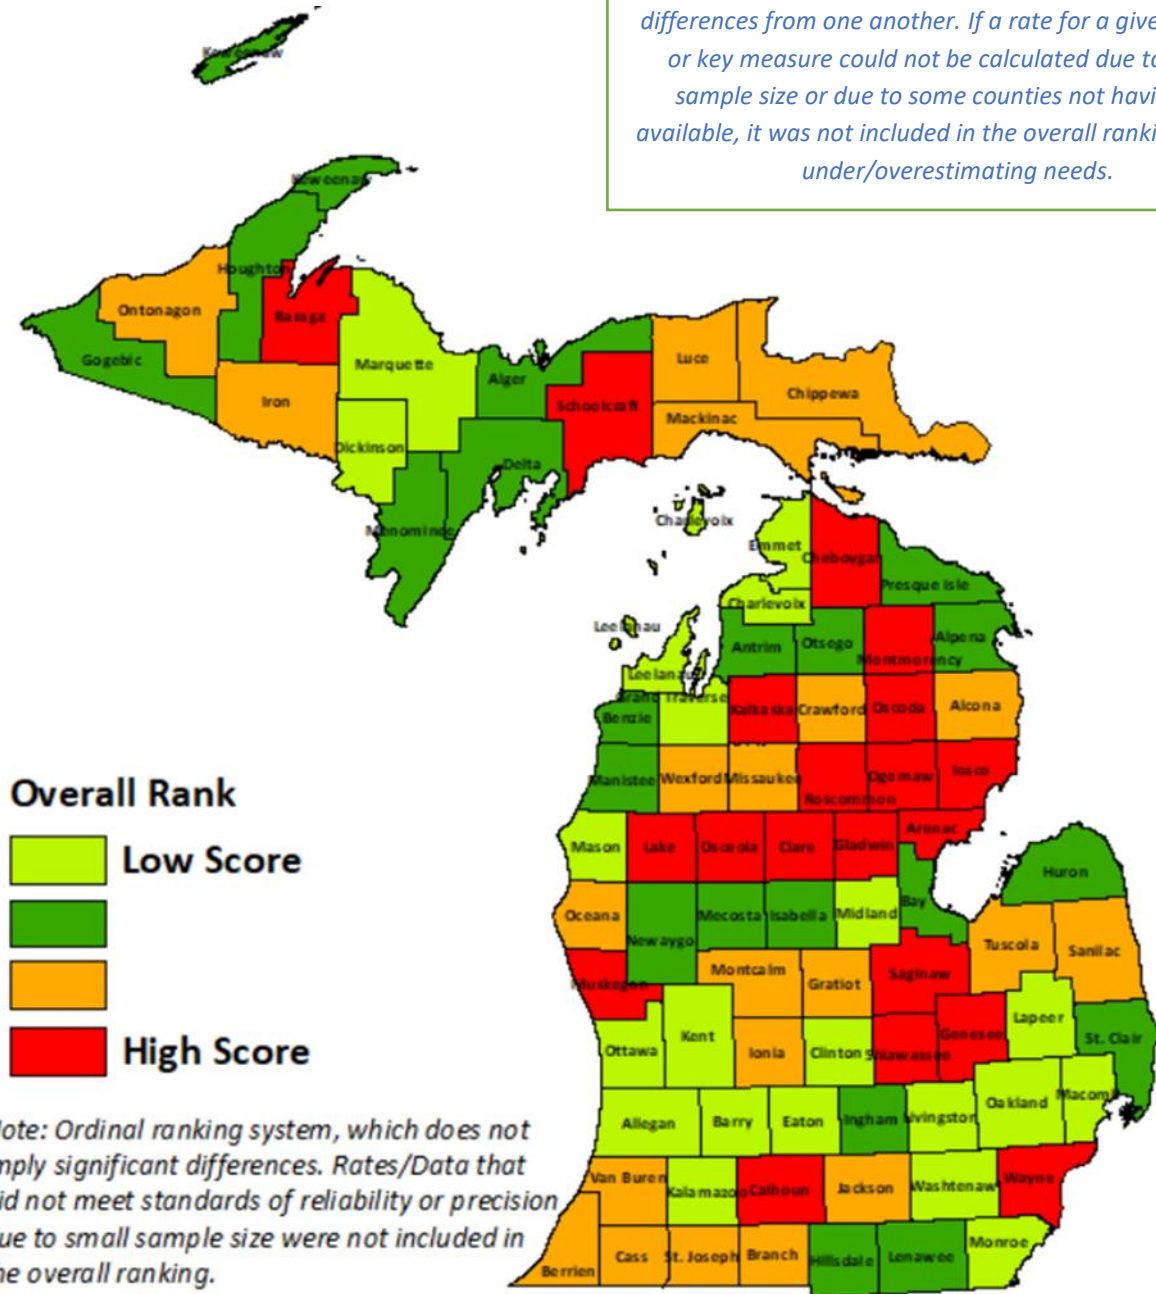 differences from one another. If a rate for a give
or key measure could not be calculated due to
sample size or due to some counties not havi
available, it was not included in the overall ranki
under/overestimating needs.
Keweenaw
Keweenaw
Houghton
Ontonagon
Baraga
Gogebic
Marquette
Iron
Alger
Luce
Chippewa
Schoolcraft
Mackinac
Dickinson
Delta
Menominee
Charlevoix
Emmet
Cheboygan
Presque Isle
Charlevoix
Leelanau
Antrim
Otsego
Montmorency
Alpena
Leelanau
Grand Traverse
Benzie
Kalkaska
Crawford
Oscoda
Alcona
Manistee
Wexford
Missaukee
Roscommon
Ogemaw
Iosco
Overall Rank
Low Score
High Score
Mason
Lake
Osceola
Clare
Gladwin
Arenac
Huron
Oceana
Newaygo
Mecosta
Isabella
Midland
Bay
Tuscola
Sanilac
Muskegon
Montcalm
Gratiot
Saginaw
Ottawa
Kent
Ionia
Clinton
Shiawassee
Genesee
Lapeer
St. Clair
Allegan
Barry
Eaton
Ingham
Livingston
Oakland
Macomb
Van Buren
Kalamazoo
Calhoun
Jackson
Washtenaw
Wayne
Berrien
Cass
St. Joseph
Branch
Hillsdale
Lenawee
Monroe
ote: Ordinal ranking system, which does not
mply significant differences. Rates/Data that
id not meet standards of reliability or precision
ue to small sample size were not included in
he overall ranking.